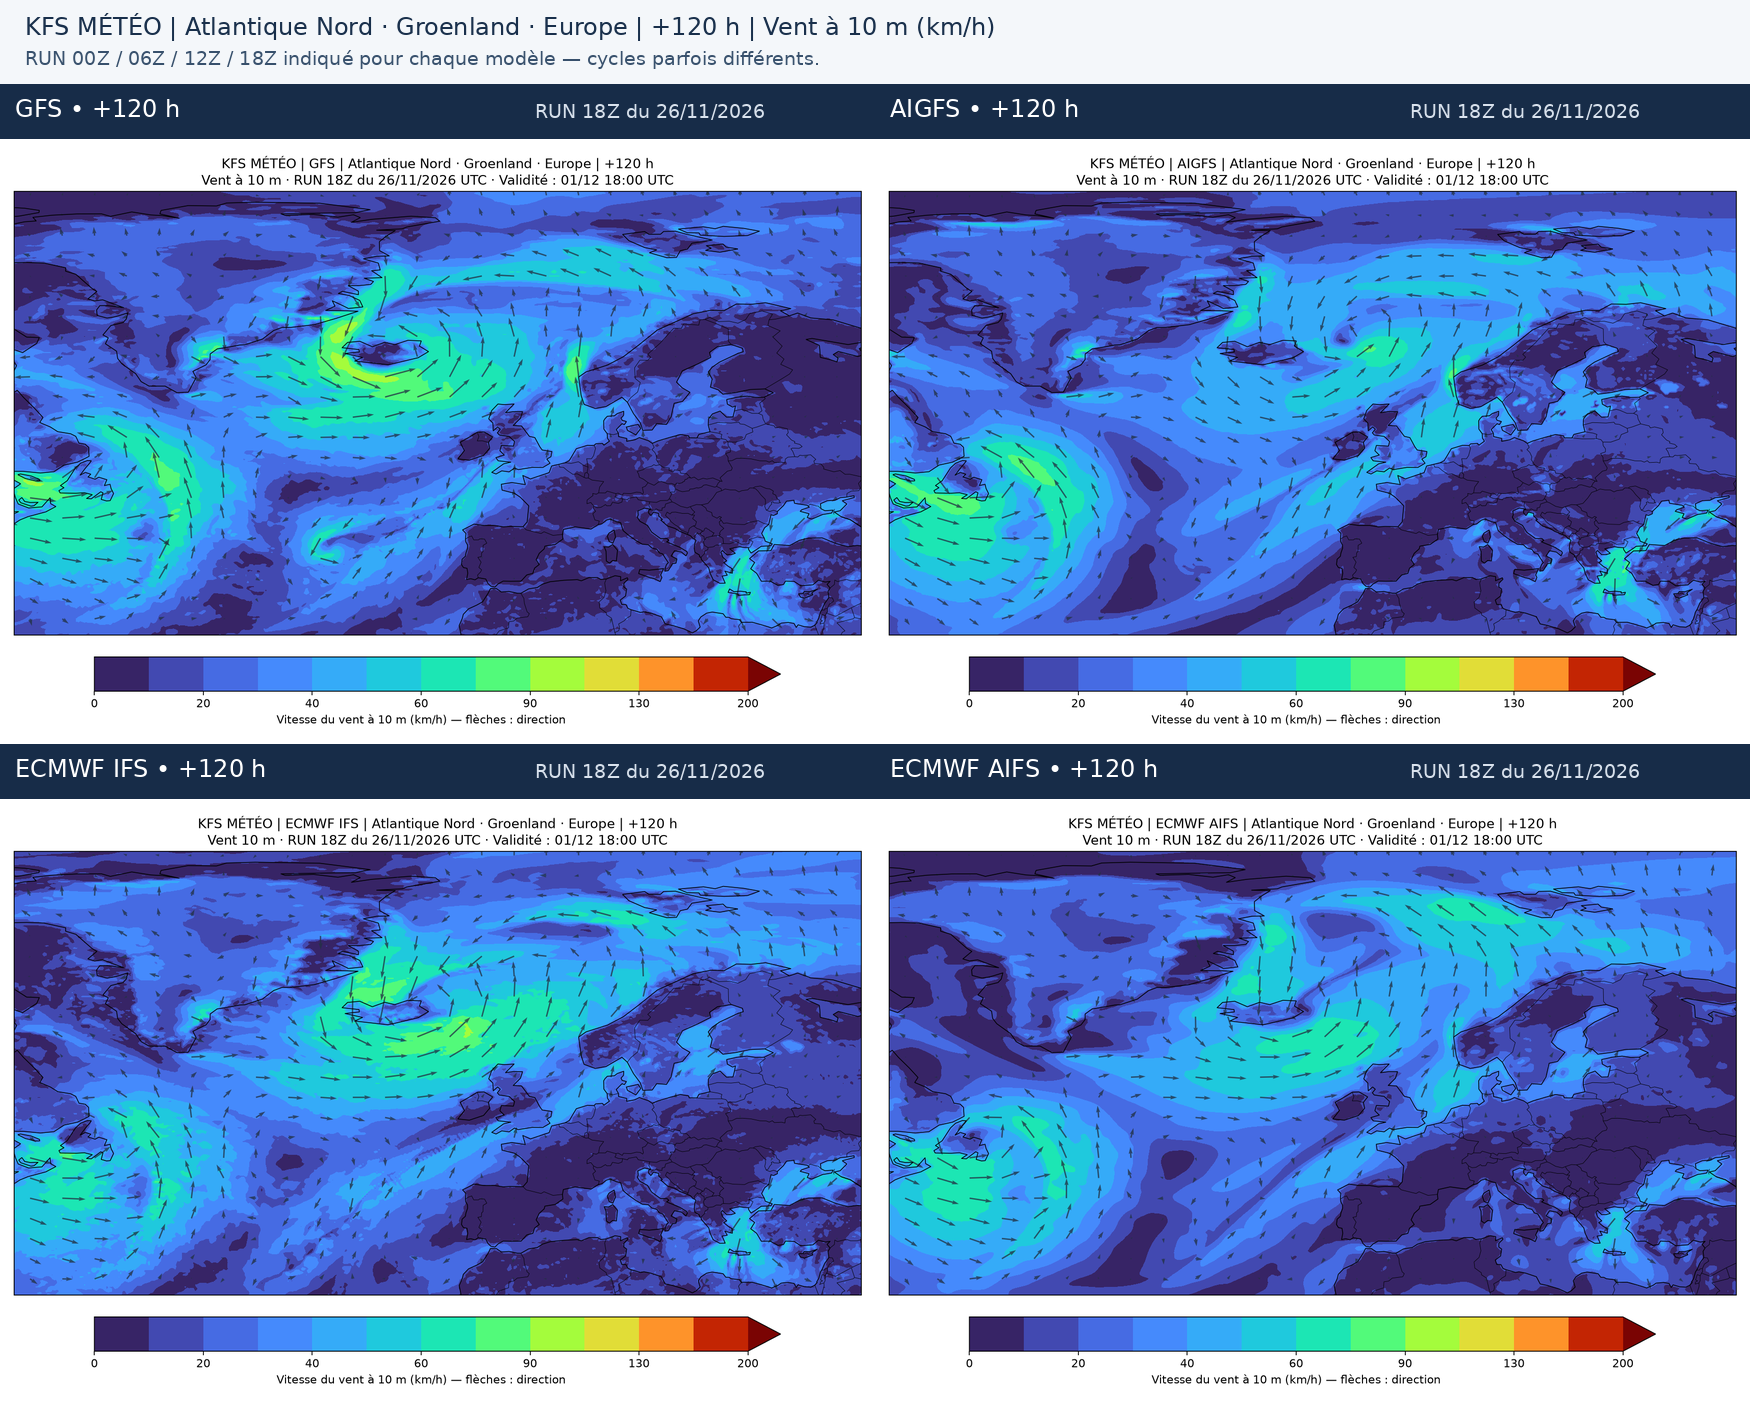 KFS MÉTÉO | Atlantique Nord · Groenland · Europe | +120 h | Vent à 10 m (km/h)
RUN 00Z / 06Z / 12Z / 18Z indiqué pour chaque modèle — cycles parfois différents.
GFS • +120 h
RUN 18Z du 26/11/2026
AIGFS • +120 h
RUN 18Z du 26/11/2026
KFS MÉTÉO | GFS | Atlantique Nord · Groenland · Europe | +120 h
Vent à 10 m · RUN 18Z du 26/11/2026 UTC · Validité : 01/12 18:00 UTC
KFS MÉTÉO | AIGFS | Atlantique Nord · Groenland · Europe | +120 h
Vent à 10 m · RUN 18Z du 26/11/2026 UTC · Validité : 01/12 18:00 UTC
0 20 40 60 90 130 200
Vitesse du vent à 10 m (km/h) — flèches : direction
0 20 40 60 90 130 200
Vitesse du vent à 10 m (km/h) — flèches : direction
ECMWF IFS • +120 h
RUN 18Z du 26/11/2026
ECMWF AIFS • +120 h
RUN 18Z du 26/11/2026
KFS MÉTÉO | ECMWF IFS | Atlantique Nord · Groenland · Europe | +120 h
Vent 10 m · RUN 18Z du 26/11/2026 UTC · Validité : 01/12 18:00 UTC
KFS MÉTÉO | ECMWF AIFS | Atlantique Nord · Groenland · Europe | +120 h
Vent 10 m · RUN 18Z du 26/11/2026 UTC · Validité : 01/12 18:00 UTC
0 20 40 60 90 130 200
Vitesse du vent à 10 m (km/h) — flèches : direction
0 20 40 60 90 130 200
Vitesse du vent à 10 m (km/h) — flèches : direction